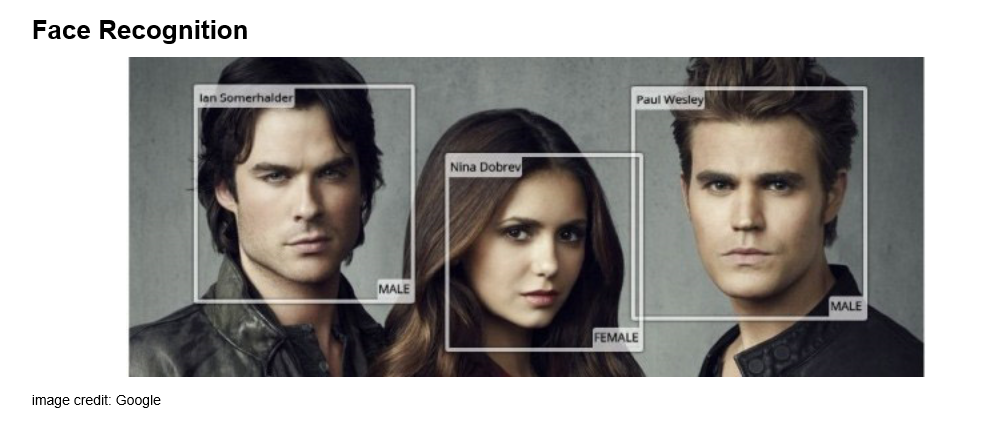 Face Recognition
Ian Somerhalder
Paul Wesley
Nina Dobrev
MALE
MALE
FEMALE
image credit: Google